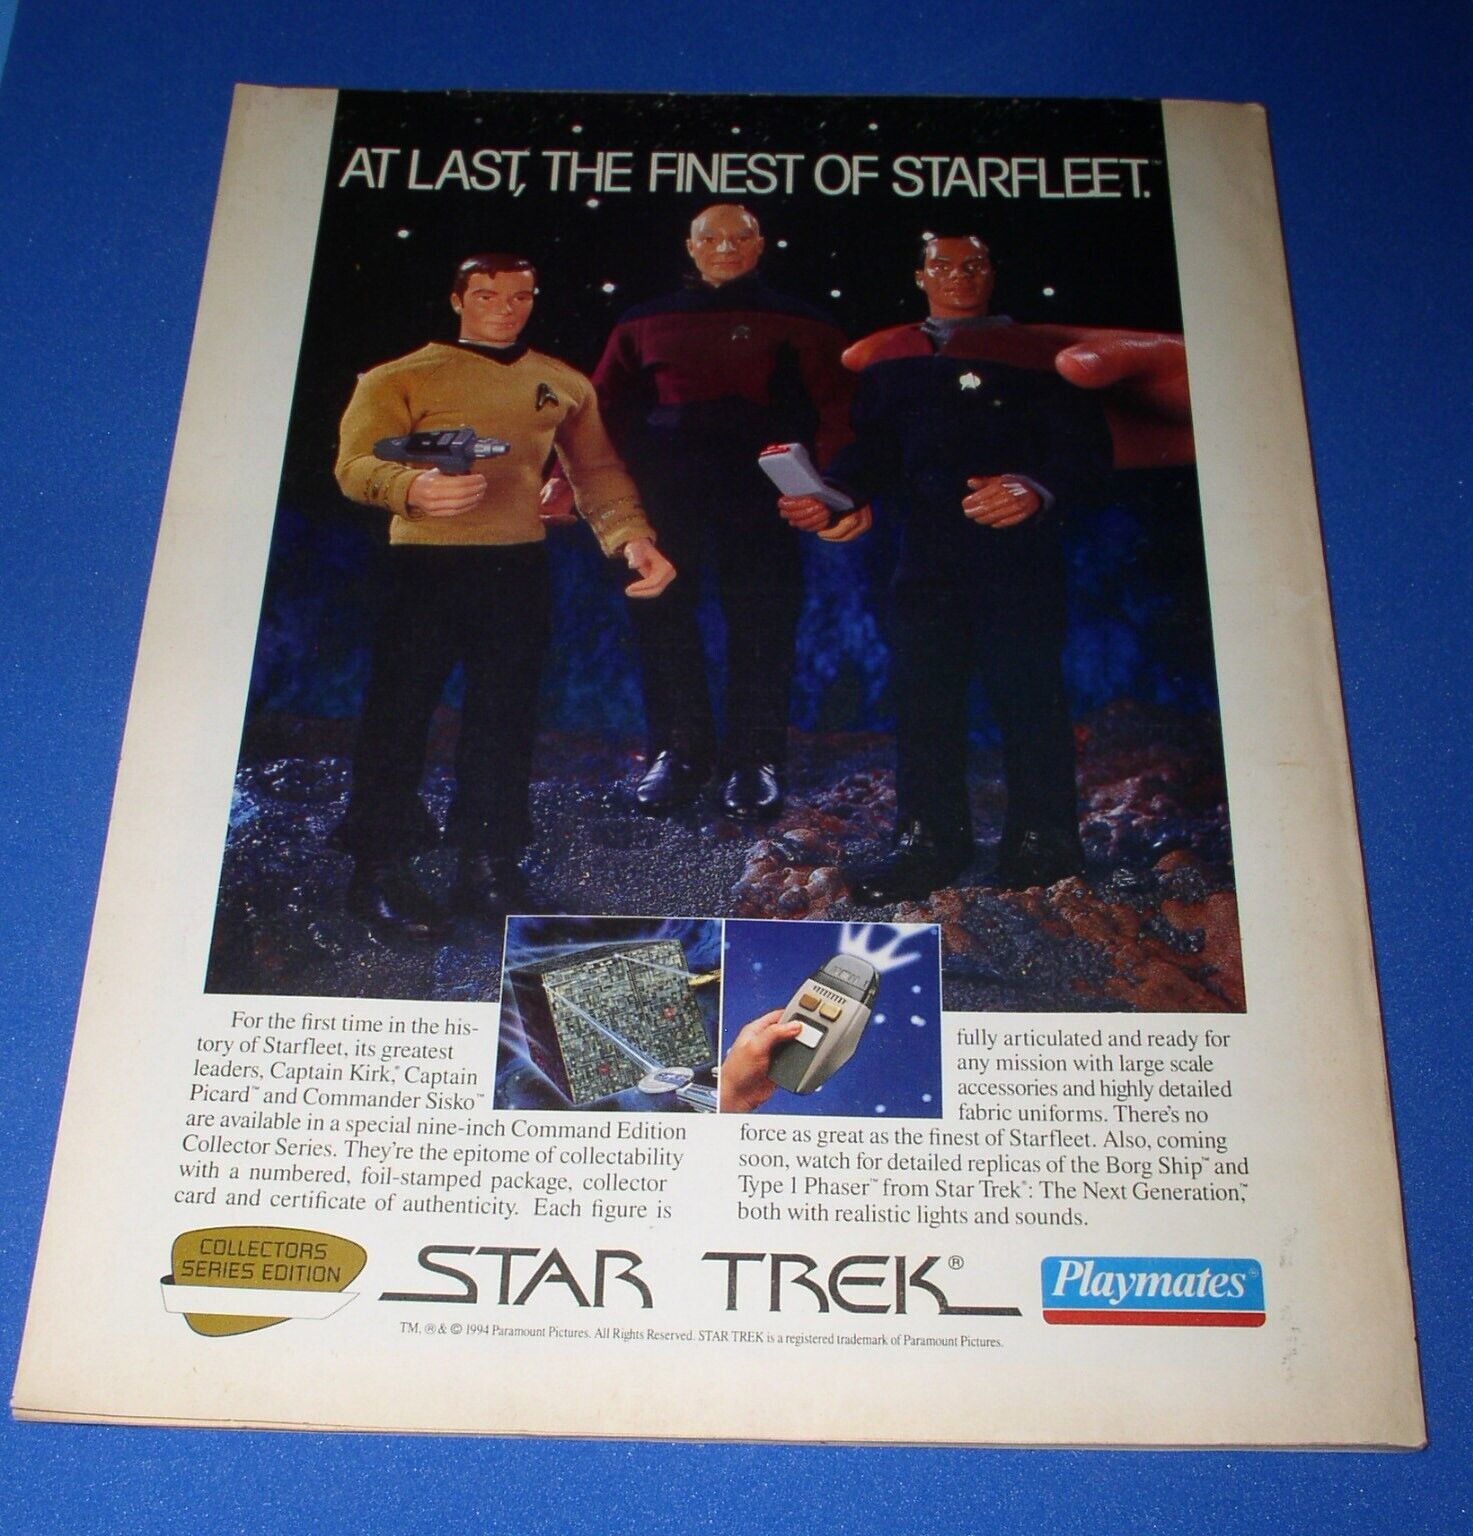 AT LAST, THE FINEST OF STARFLEET.™
For the first time in the his-
tory of Starfleet, its greatest
leaders, Captain Kirk,® Captain
Picard™ and Commander Sisko™
are available in a special nine-inch Command Edition
Collector Series. They're the epitome of collectability
with a numbered, foil-stamped package, collector
card and certificate of authenticity. Each figure is
fully articulated and ready for
any mission with large scale
accessories and highly detailed
fabric uniforms. There's no
force as great as the finest of Starfleet. Also, coming
soon, watch for detailed replicas of the Borg Ship™ and
Type 1 Phaser™ from Star Trek®: The Next Generation,™
both with realistic lights and sounds.
COLLECTORS
SERIES EDITION
STAR TREK®
Playmates®
TM, ® & © 1994 Paramount Pictures. All Rights Reserved. STAR TREK is a registered trademark of Paramount Pictures.